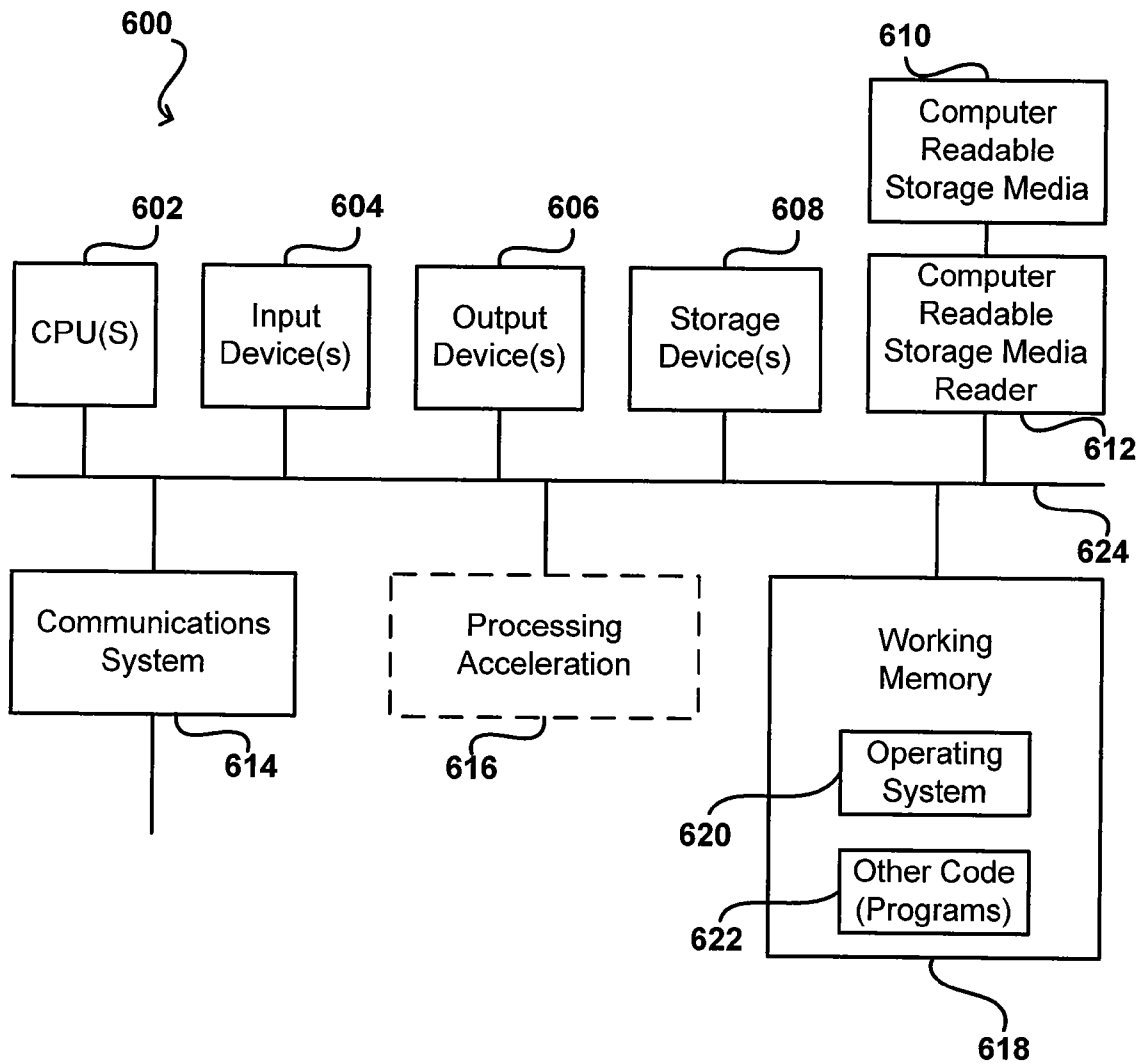 600
610
Computer
Readable
Storage Media
602
604
606
608
CPU(S)
Input
Device(s)
Output
Device(s)
Storage
Device(s)
Computer
Readable
Storage Media
Reader
612
624
Communications
System
614
Processing
Acceleration
616
Working
Memory
Operating
System
620
Other Code
(Programs)
622
618